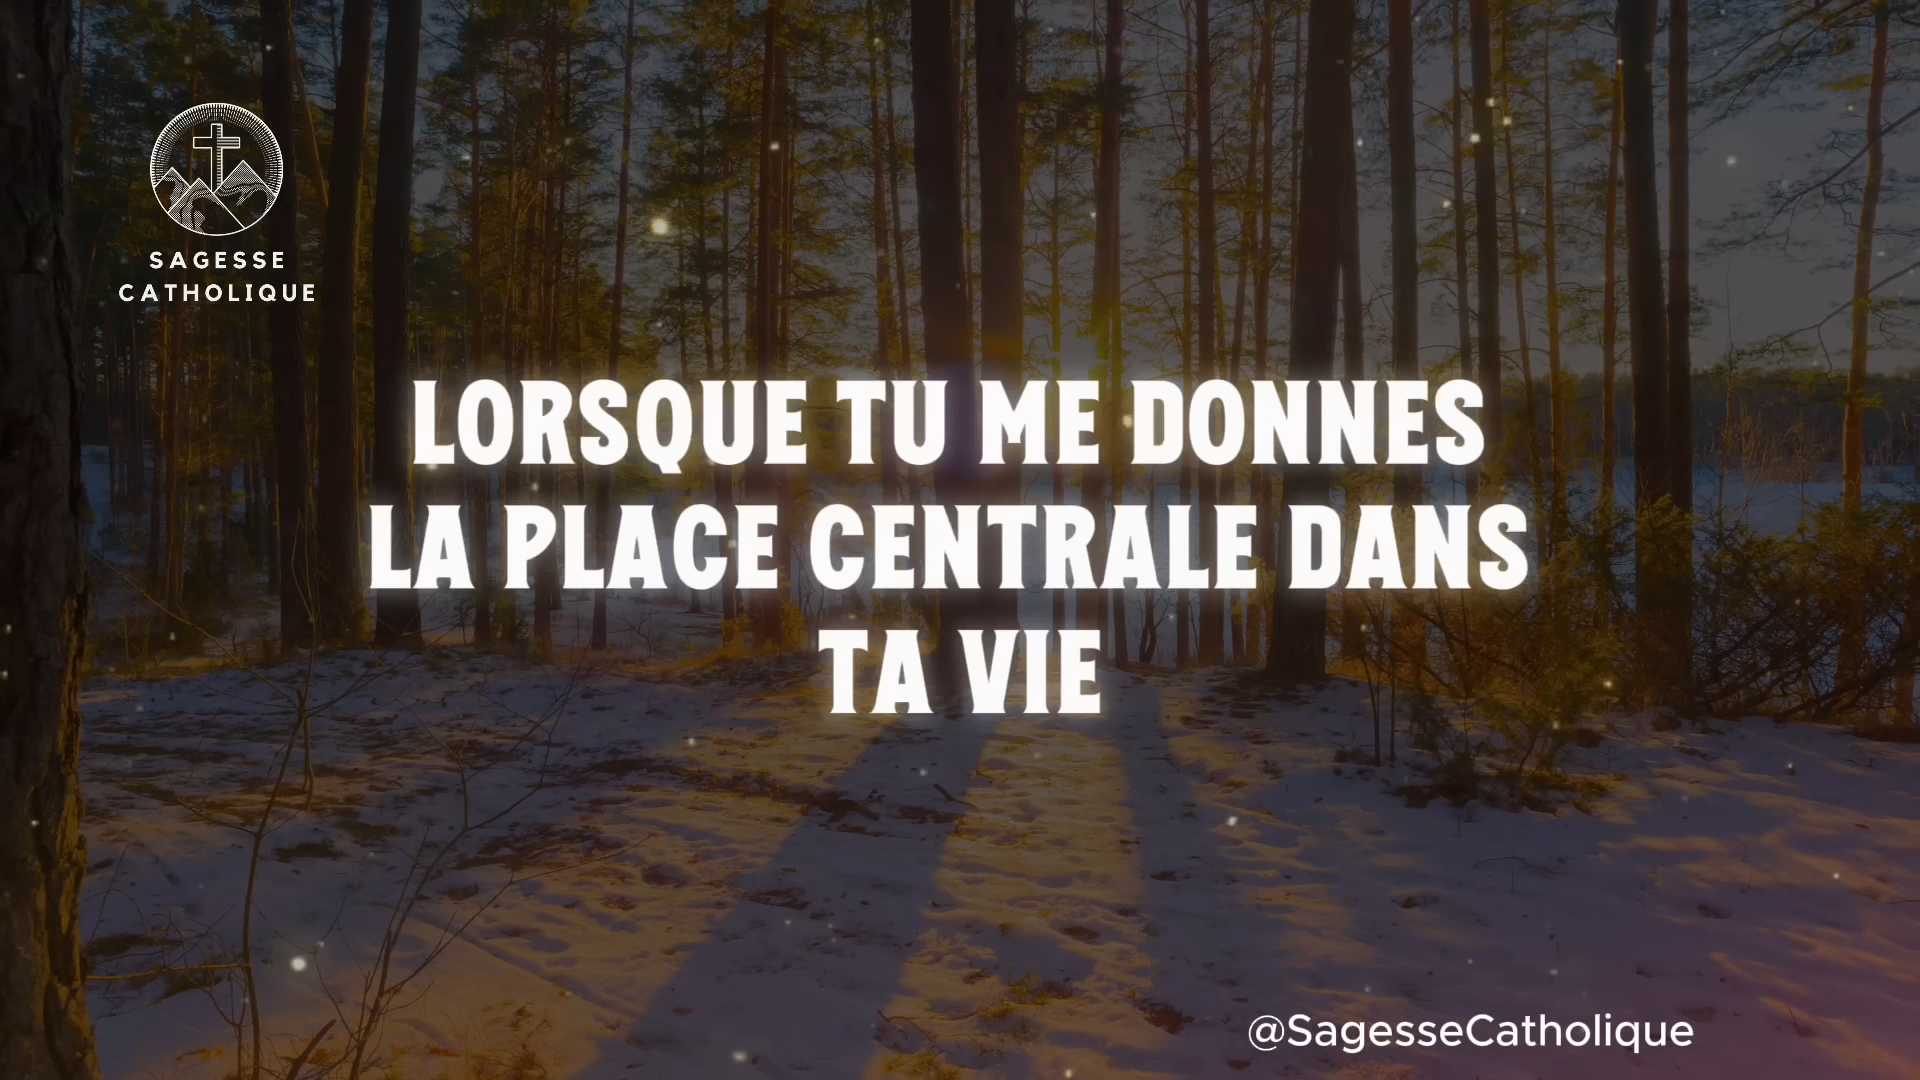 SAGESSE
CATHOLIQUE
LORSQUE TU ME DONNES
LA PLACE CENTRALE DANS
TA VIE
@SagesseCatholique